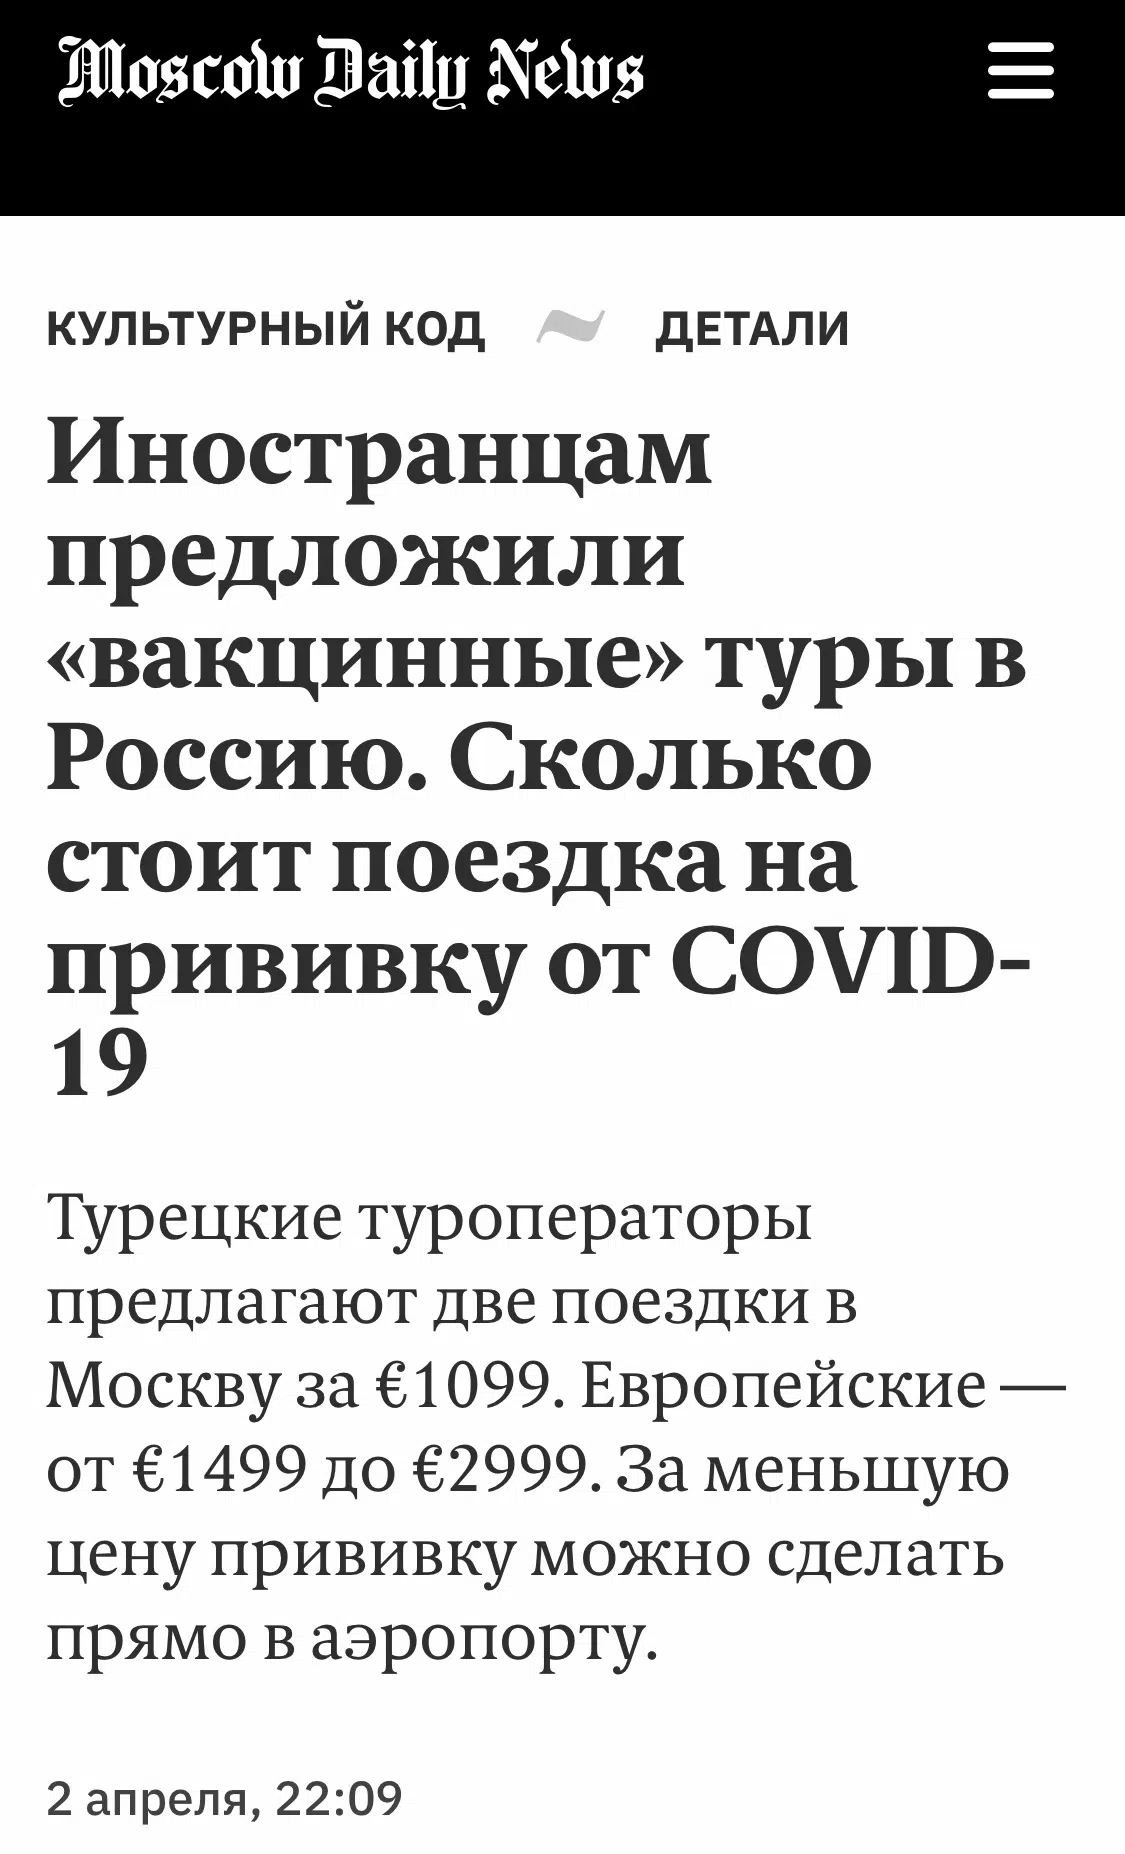 Moscow Daily News
КУЛЬТУРНЫЙ КОД ~ ДЕТАЛИ
Иностранцам
предложили
«вакцинные» туры в
Россию. Сколько
стоит поездка на
прививку от COVID-
19
Турецкие туроператоры
предлагают две поездки в
Москву за €1099. Европейские —
от €1499 до €2999. За меньшую
цену прививку можно сделать
прямо в аэропорту.
2 апреля, 22:09